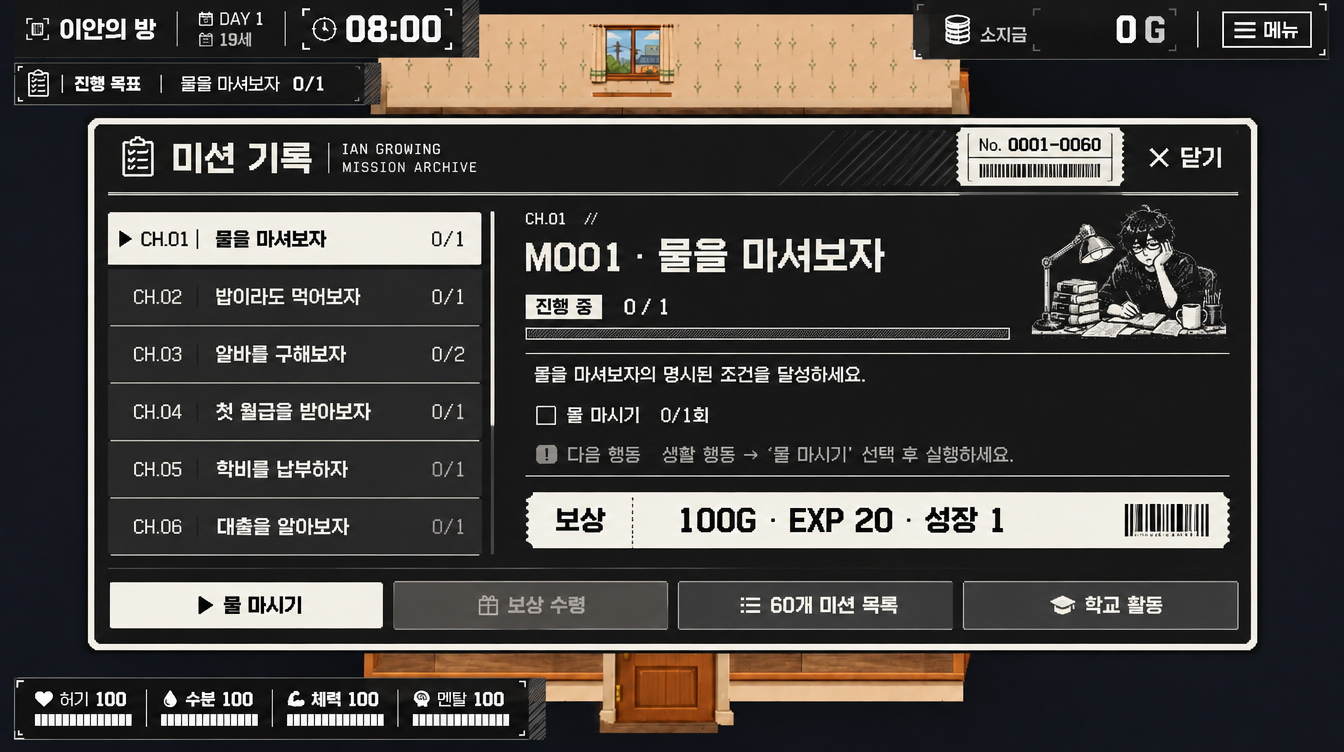 이안의 방
DAY 1
19세
08:00
소지금
0 G
메뉴
진행 목표
물을 마셔보자 0/1
미션 기록
IAN GROWING
MISSION ARCHIVE
No. 0001-0060
닫기
CH.01 물을 마셔보자 0/1
CH.02 밥이라도 먹어보자 0/1
CH.03 알바를 구해보자 0/2
CH.04 첫 월급을 받아보자 0/1
CH.05 학비를 납부하자 0/1
CH.06 대출을 알아보자 0/1
CH.01 //
M001 · 물을 마셔보자
진행 중 0 / 1
물을 마셔보자의 명시된 조건을 달성하세요.
몰 마시기 0/1회
! 다음 행동 생활 행동 → ‘물 마시기’ 선택 후 실행하세요.
보상 100G · EXP 20 · 성장 1
물 마시기
보상 수령
60개 미션 목록
학교 활동
허기 100
수분 100
체력 100
멘탈 100